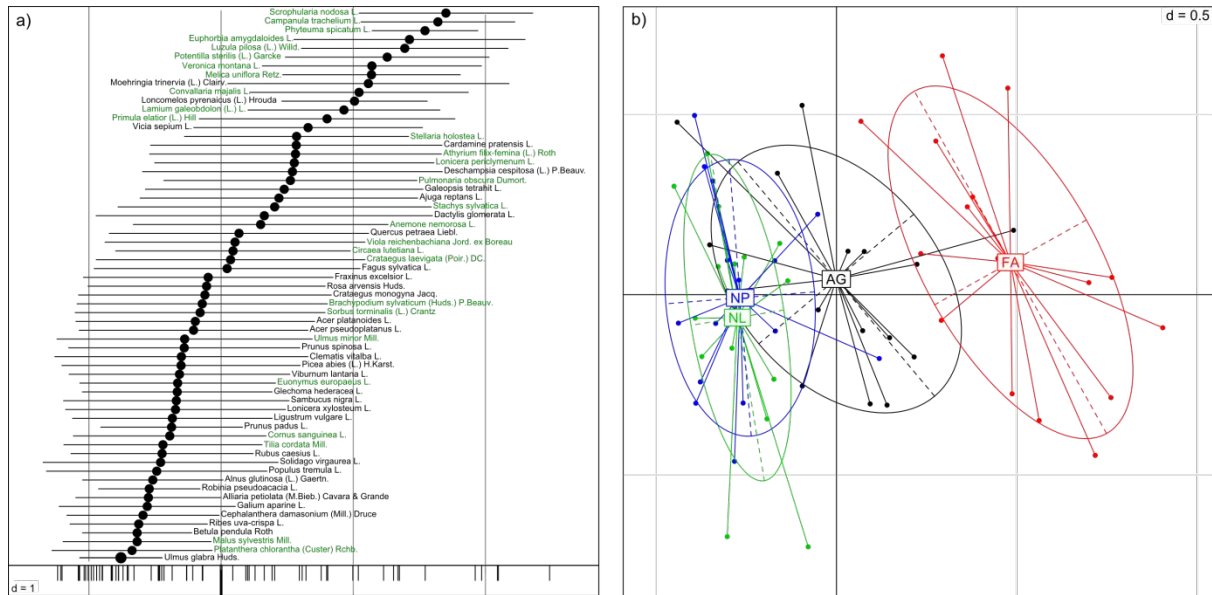 a)
Scrophularia nodosa L.
Campanula trachelium L.
Phyteuma spicatum L.
Euphorbia amygdaloides L.
Luzula pilosa (L.) Willd.
Potentilla sterilis (L.) Garcke
Veronica montana L.
Melica uniflora Retz.
Moehringia trinervia (L.) Clairv.
Convallaria majalis L.
Loncomelos pyrenaicus (L.) Hrouda
Lamium galeobdolon (L.) L.
Primula elatior (L.) Hill
Vicia sepium L.
Stellaria holostea L.
Cardamine pratensis L.
Athyrium filix-femina (L.) Roth
Lonicera periclymenum L.
Deschampsia cespitosa (L.) P.Beauv.
Pulmonaria obscura Dumort.
Galeopsis tetrahit L.
Ajuga reptans L.
Stachys sylvatica L.
Dactylis glomerata L.
Anemone nemorosa L.
Quercus petraea Liebl.
Viola reichenbachiana Jord. ex Boreau
Circaea lutetiana L.
Crataegus laevigata (Poir.) DC.
Fagus sylvatica L.
Fraxinus excelsior L.
Rosa arvensis Huds.
Crataegus monogyna Jacq.
Brachypodium sylvaticum (Huds.) P.Beauv.
Sorbus torminalis (L.) Crantz
Acer platanoides L.
Acer pseudoplatanus L.
Ulmus minor Mill.
Prunus spinosa L.
Clematis vitalba L.
Picea abies (L.) H.Karst.
Viburnum lantana L.
Euonymus europaeus L.
Glechoma hederacea L.
Sambucus nigra L.
Lonicera xylosteum L.
Ligustrum vulgare L.
Prunus padus L.
Cornus sanguinea L.
Tilia cordata Mill.
Rubus caesius L.
Solidago virgaurea L.
Populus tremula L.
Alnus glutinosa (L.) Gaertn.
Robinia pseudoacacia L.
Alliaria petiolata (M.Bieb.) Cavara & Grande
Galium aparine L.
Cephalanthera damasonium (Mill.) Druce
Ribes uva-crispa L.
Betula pendula Roth
Malus sylvestris Mill.
Platanthera chlorantha (Custer) Rchb.
Ulmus glabra Huds.
d = 1
b)
d = 0.5
FA
AG
NP
NL